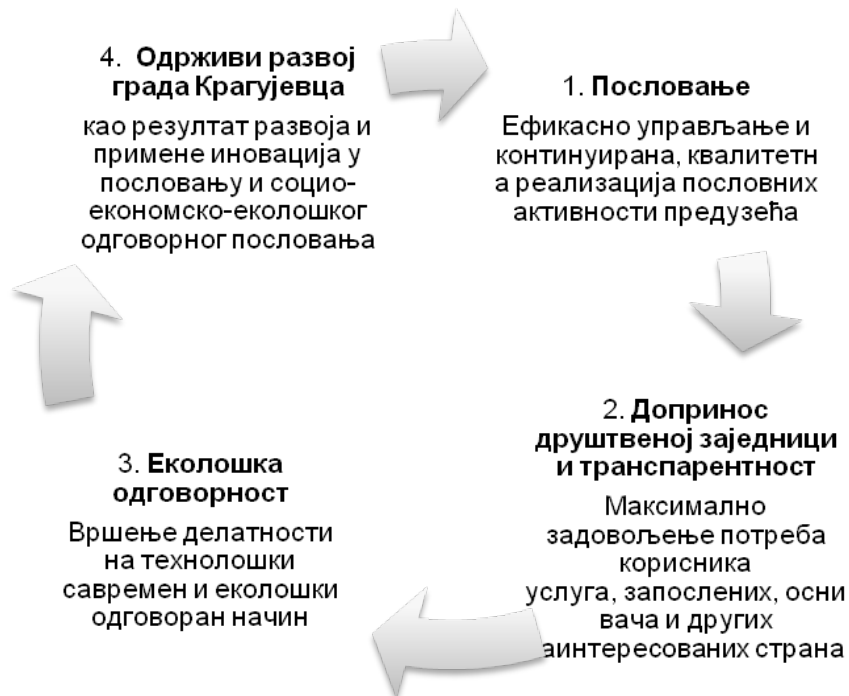 1. Пословање
Ефикасно управљање и
континуирана, квалитетн
а реализација пословних
активности предузећа
2. Допринос
друштвеној заједници
и транспарентност
Максимално
задовољење потреба
корисника
услуга, запослених, осни
вача и других
аинтересованих страна
3. Еколошка
одговорност
Вршење делатности
на технолошки
савремен и еколошки
одговоран начин
4. Одрживи развој
града Крагујевца
као резултат развоја и
примене иновација у
пословању и социо-
економско-еколошког
одговорног пословања